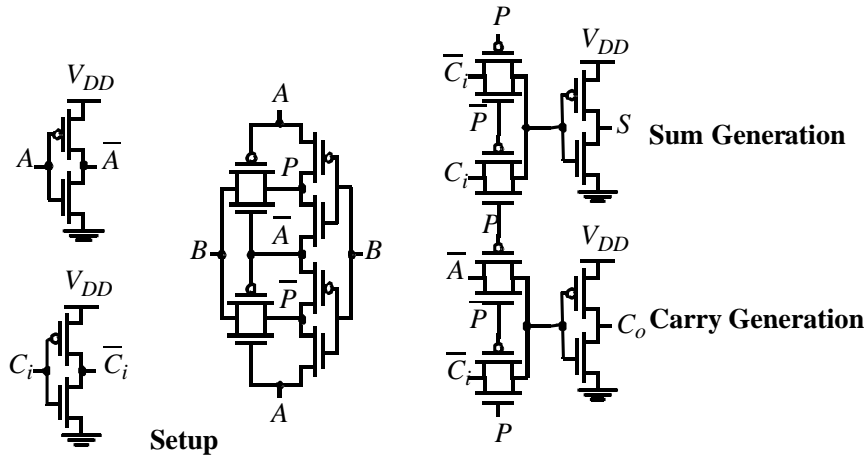 V_DD
A
A̅
V_DD
C_i
C̅_i
Setup
A
P
A̅
B
B
P̅
A
P
C̅_i
P̅
C_i
V_DD
S
Sum Generation
P
A̅
P̅
C̅_i
P
V_DD
C_o
Carry Generation